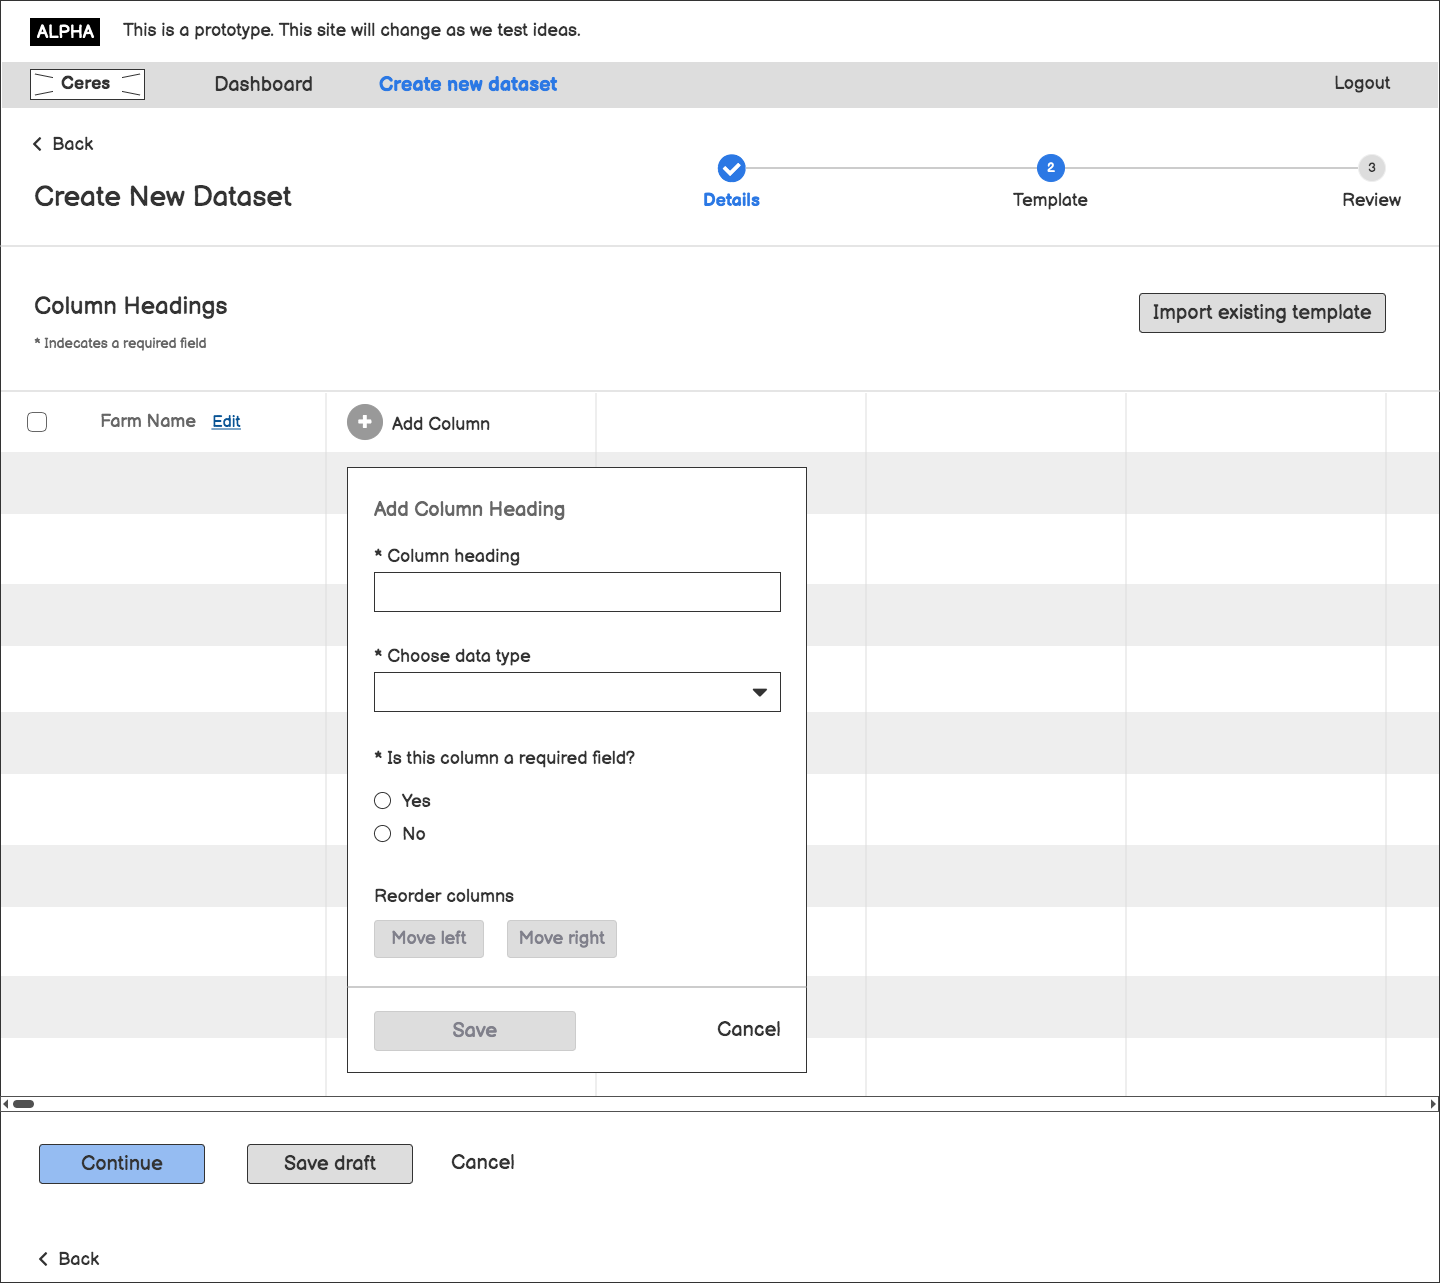 ALPHA This is a prototype. This site will change as we test ideas.
Ceres Dashboard Create new dataset Logout
Back
Create New Dataset
2 3
Details Template Review
Column Headings
Import existing template
* Indecates a required field
Farm Name Edit Add Column
Add Column Heading
* Column heading
* Choose data type
* Is this column a required field?
Yes
No
Reorder columns
Move left Move right
Save Cancel
Continue Save draft Cancel
Back